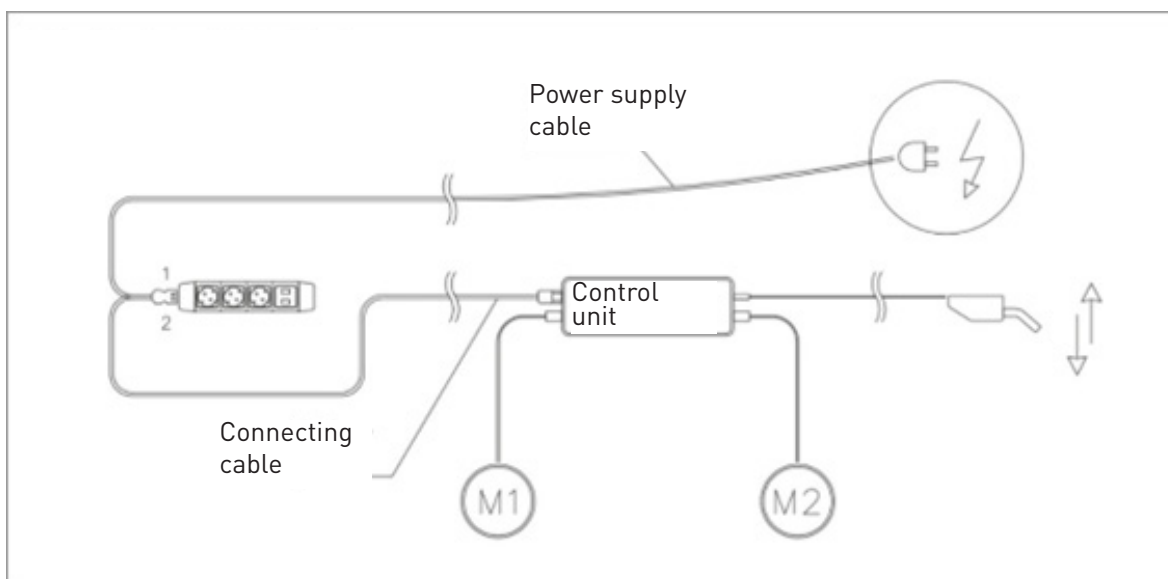 Power supply
cable
1
2
Control
unit
Connecting
cable
M1
M2